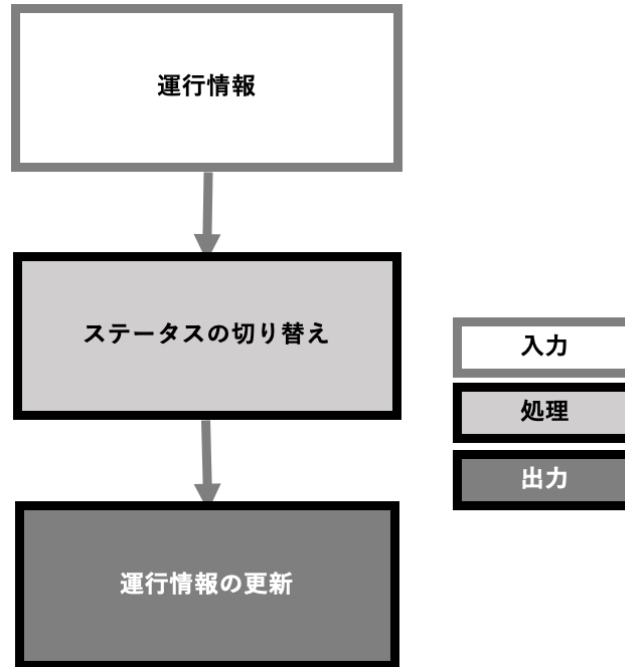 運行情報
ステータスの切り替え
運行情報の更新
入力
処理
出力